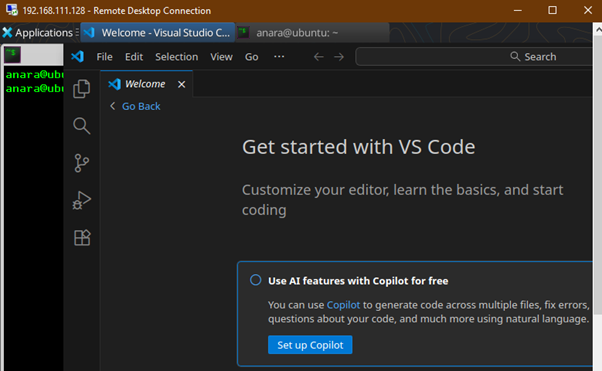 192.168.111.128 - Remote Desktop Connection
Applications Welcome - Visual Studio C... anara@ubuntu: ~
File Edit Selection View Go ··· Search
anara@ubu
anara@ubu
Welcome
Go Back
Get started with VS Code
Customize your editor, learn the basics, and start
coding
Use AI features with Copilot for free
You can use Copilot to generate code across multiple files, fix errors,
questions about your code, and much more using natural language.
Set up Copilot